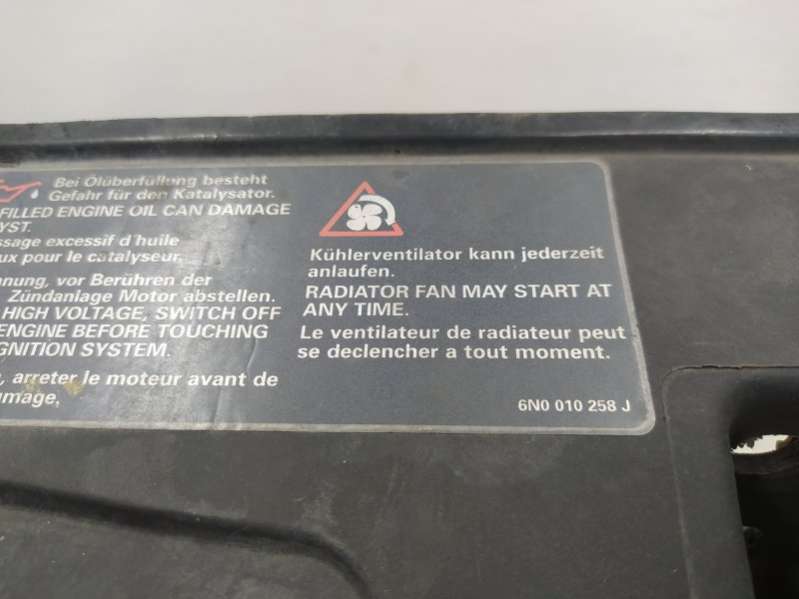 Bei Ölüberfüllung besteht
Gefahr für den Katalysator.
FILLED ENGINE OIL CAN DAMAGE
YST.
ssage excessif d'huile
ux pour le catalyseur.
nung, vor Berühren der
Zündanlage Motor abstellen.
HIGH VOLTAGE, SWITCH OFF
ENGINE BEFORE TOUCHING
GNITION SYSTEM.
, arreter le moteur avant de
umage,
Kühlerventilator kann jederzeit
anlaufen.
RADIATOR FAN MAY START AT
ANY TIME.
Le ventilateur de radiateur peut
se declencher a tout moment.
6N0 010 258 J